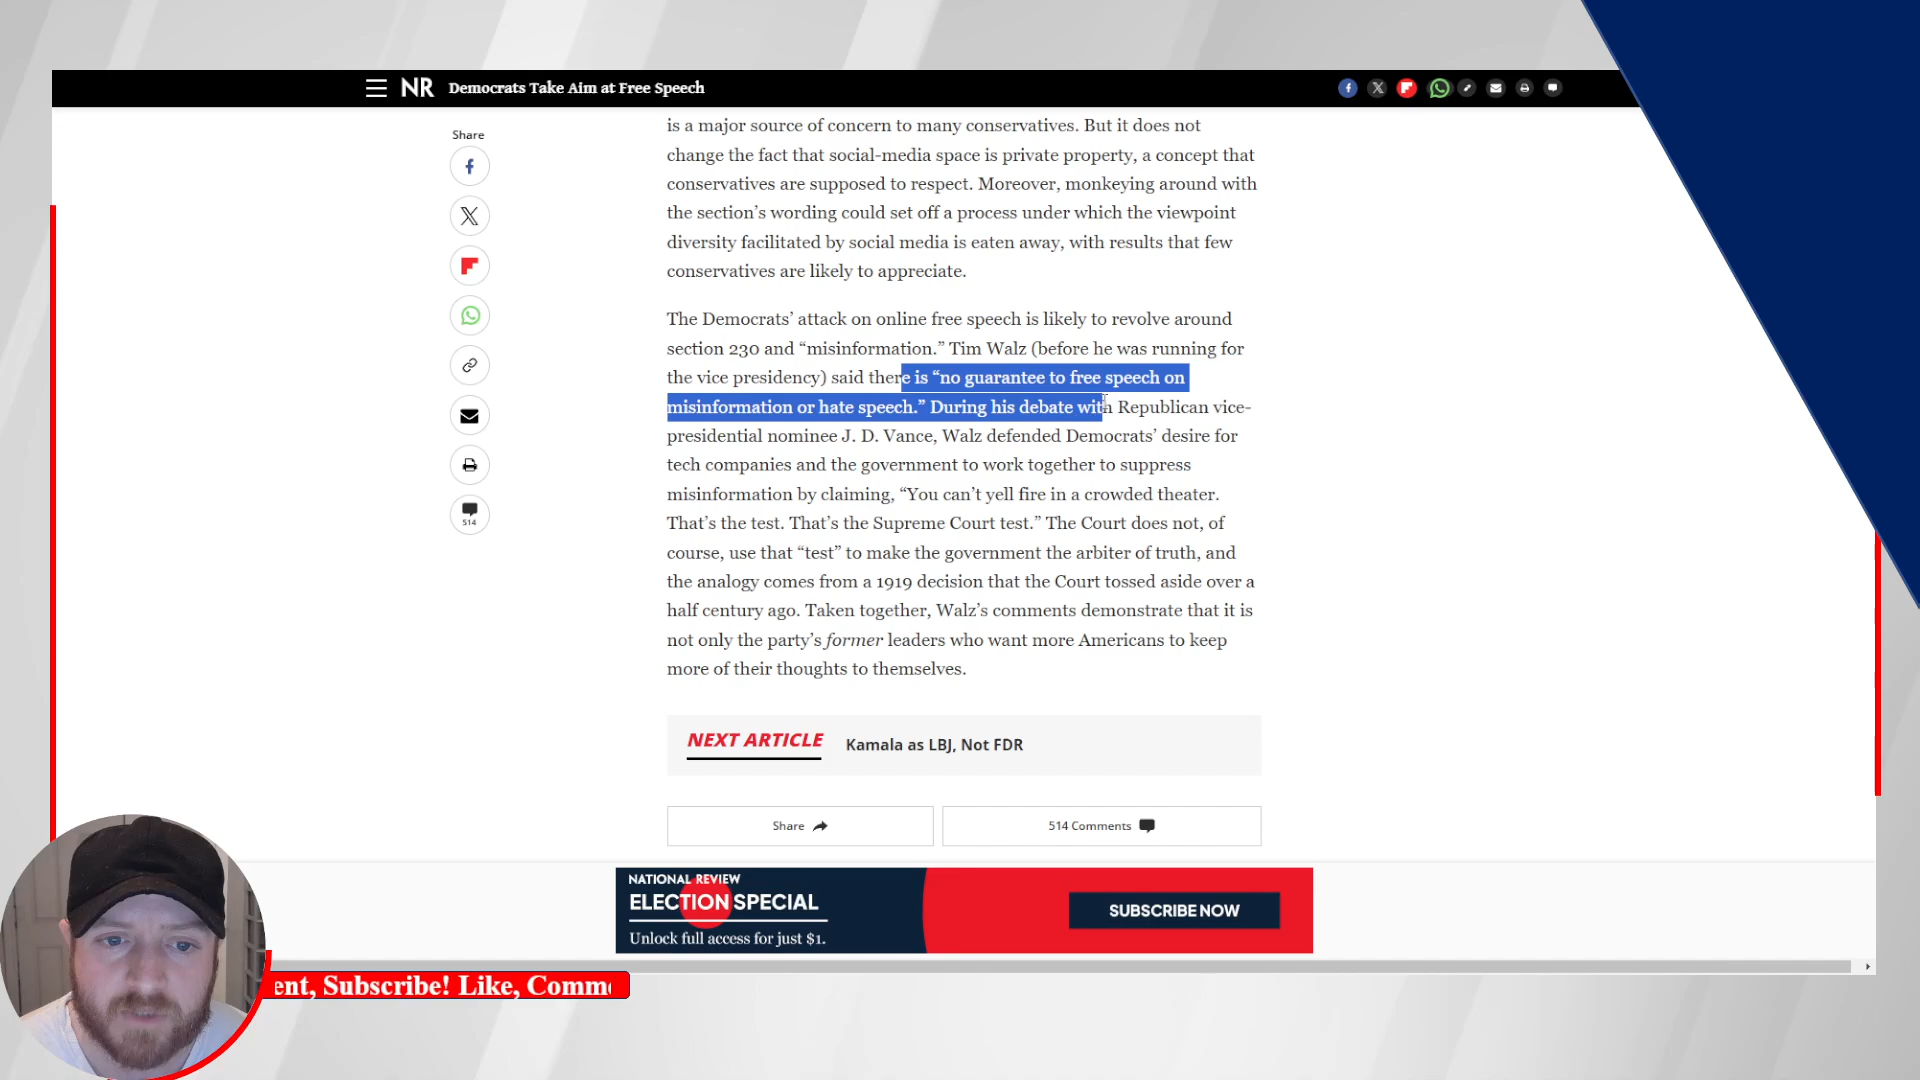 NR Democrats Take Aim at Free Speech
Share
514
is a major source of concern to many conservatives. But it does not
change the fact that social-media space is private property, a concept that
conservatives are supposed to respect. Moreover, monkeying around with
the section’s wording could set off a process under which the viewpoint
diversity facilitated by social media is eaten away, with results that few
conservatives are likely to appreciate.
The Democrats’ attack on online free speech is likely to revolve around
section 230 and “misinformation.” Tim Walz (before he was running for
the vice presidency) said there is “no guarantee to free speech on
misinformation or hate speech.” During his debate with Republican vice-
presidential nominee J. D. Vance, Walz defended Democrats’ desire for
tech companies and the government to work together to suppress
misinformation by claiming, “You can’t yell fire in a crowded theater.
That’s the test. That’s the Supreme Court test.” The Court does not, of
course, use that “test” to make the government the arbiter of truth, and
the analogy comes from a 1919 decision that the Court tossed aside over a
half century ago. Taken together, Walz’s comments demonstrate that it is
not only the party’s former leaders who want more Americans to keep
more of their thoughts to themselves.
NEXT ARTICLE Kamala as LBJ, Not FDR
Share 514 Comments
NATIONAL REVIEW
ELECTION SPECIAL
Unlock full access for just $1.
SUBSCRIBE NOW
ent, Subscribe! Like, Comme